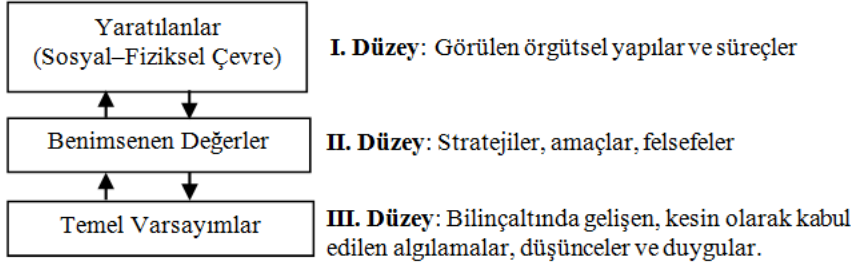 Yaratılanlar
(Sosyal–Fiziksel Çevre)
I. Düzey: Görülen örgütsel yapılar ve süreçler
Benimsenen Değerler
II. Düzey: Stratejiler, amaçlar, felsefeler
Temel Varsayımlar
III. Düzey: Bilinçaltında gelişen, kesin olarak kabul
edilen algılamalar, düşünceler ve duygular.